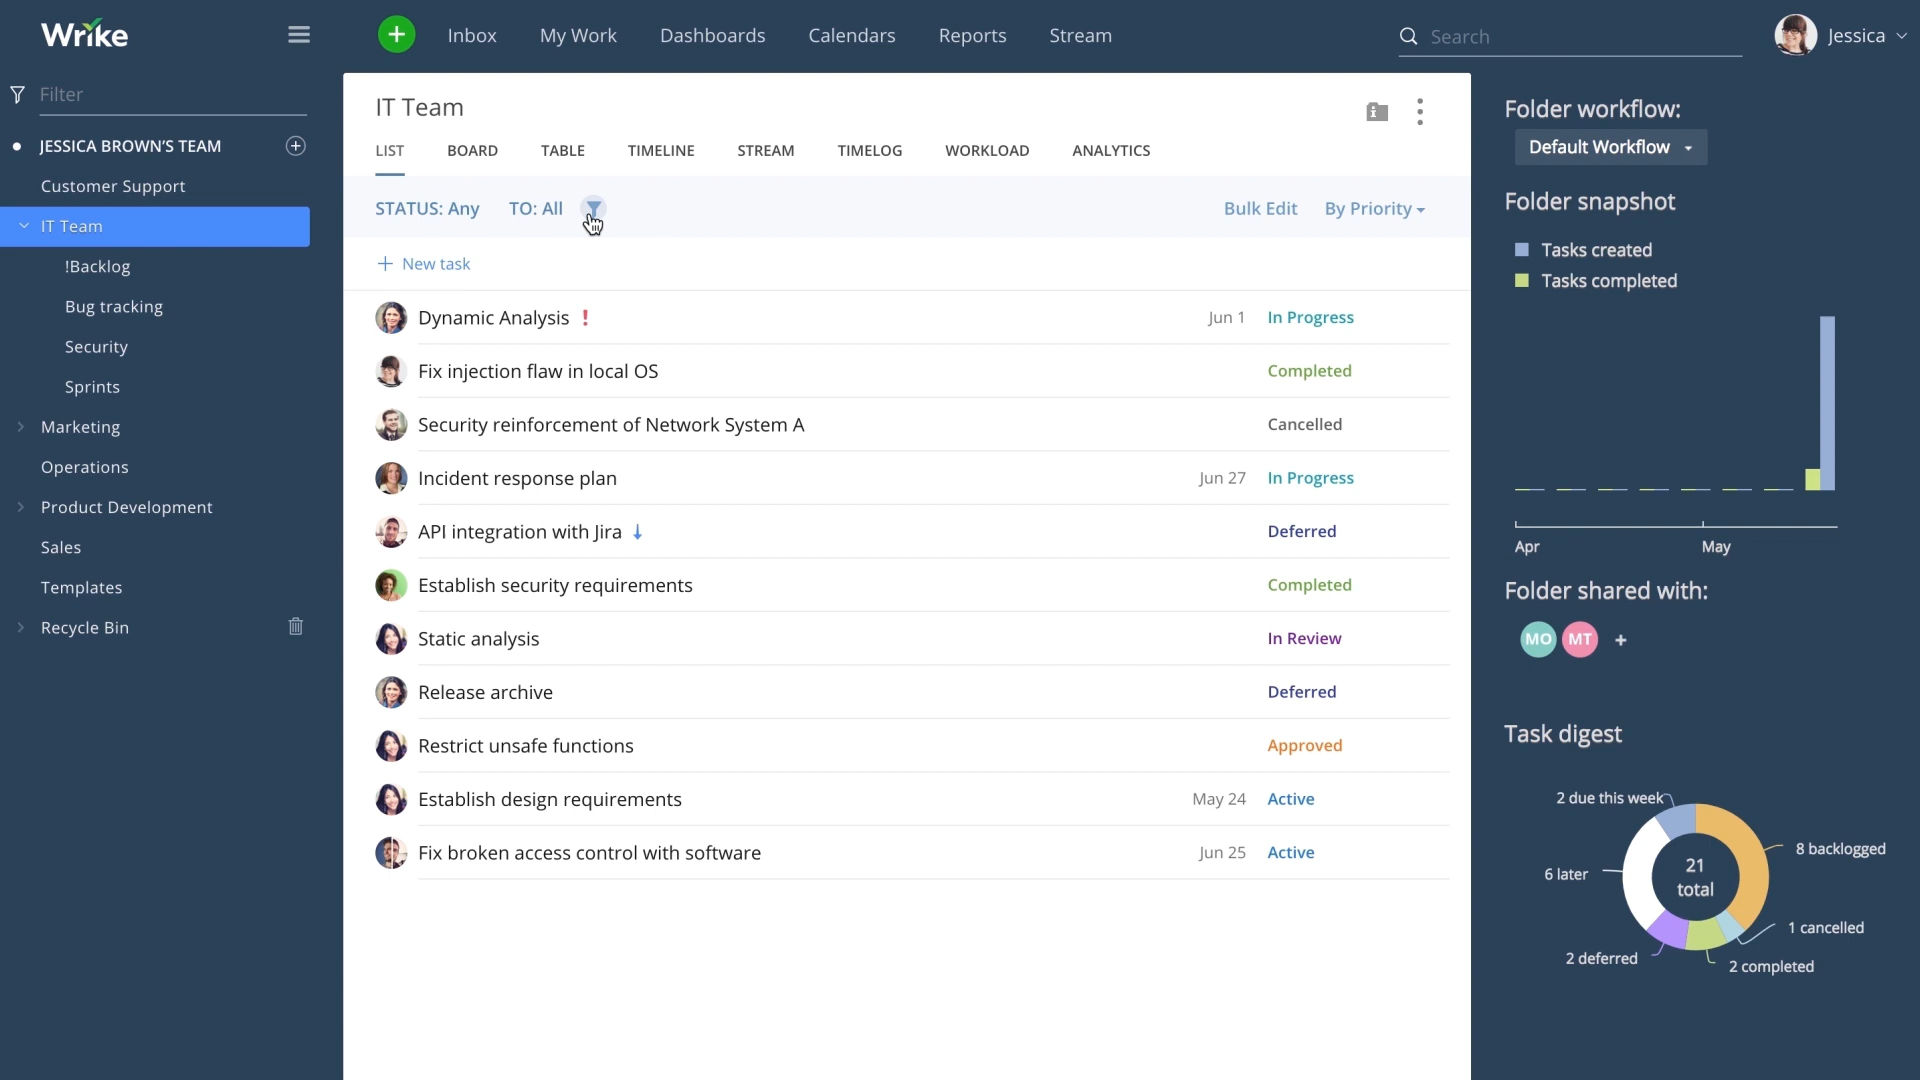 Wrike
Inbox
My Work
Dashboards
Calendars
Reports
Stream
Search
Jessica
Filter
JESSICA BROWN'S TEAM
Customer Support
IT Team
!Backlog
Bug tracking
Security
Sprints
Marketing
Operations
Product Development
Sales
Templates
Recycle Bin
IT Team
LIST
BOARD
TABLE
TIMELINE
STREAM
TIMELOG
WORKLOAD
ANALYTICS
STATUS: Any
TO: All
Bulk Edit
By Priority
New task
Dynamic Analysis ! Jun 1 In Progress
Fix injection flaw in local OS Completed
Security reinforcement of Network System A Cancelled
Incident response plan Jun 27 In Progress
API integration with Jira Deferred
Establish security requirements Completed
Static analysis In Review
Release archive Deferred
Restrict unsafe functions Approved
Establish design requirements May 24 Active
Fix broken access control with software Jun 25 Active
Folder workflow:
Default Workflow
Folder snapshot
Tasks created
Tasks completed
Apr
May
Folder shared with:
MO
MT
+
Task digest
2 due this week
8 backlogged
6 later
21
total
1 cancelled
2 deferred
2 completed